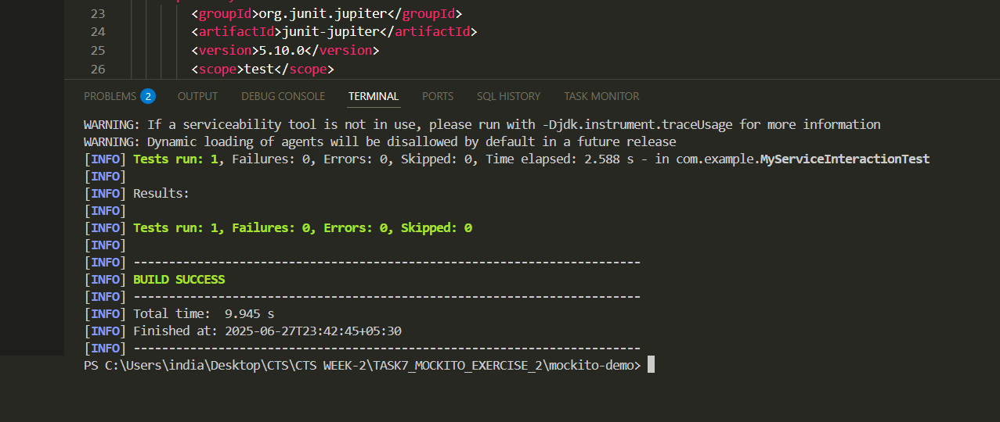 23 <groupId>org.junit.jupiter</groupId>
24 <artifactId>junit-jupiter</artifactId>
25 <version>5.10.0</version>
26 <scope>test</scope>
PROBLEMS 2 OUTPUT DEBUG CONSOLE TERMINAL PORTS SQL HISTORY TASK MONITOR
WARNING: If a serviceability tool is not in use, please run with -Djdk.instrument.traceUsage for more information
WARNING: Dynamic loading of agents will be disallowed by default in a future release
[INFO] Tests run: 1, Failures: 0, Errors: 0, Skipped: 0, Time elapsed: 2.588 s - in com.example.MyServiceInteractionTest
[INFO]
[INFO] Results:
[INFO]
[INFO] Tests run: 1, Failures: 0, Errors: 0, Skipped: 0
[INFO]
[INFO] ------------------------------------------------------------------------
[INFO] BUILD SUCCESS
[INFO] ------------------------------------------------------------------------
[INFO] Total time:  9.945 s
[INFO] Finished at: 2025-06-27T23:42:45+05:30
[INFO] ------------------------------------------------------------------------
PS C:\Users\india\Desktop\CTS\CTS WEEK-2\TASK7_MOCKITO_EXERCISE_2\mockito-demo>